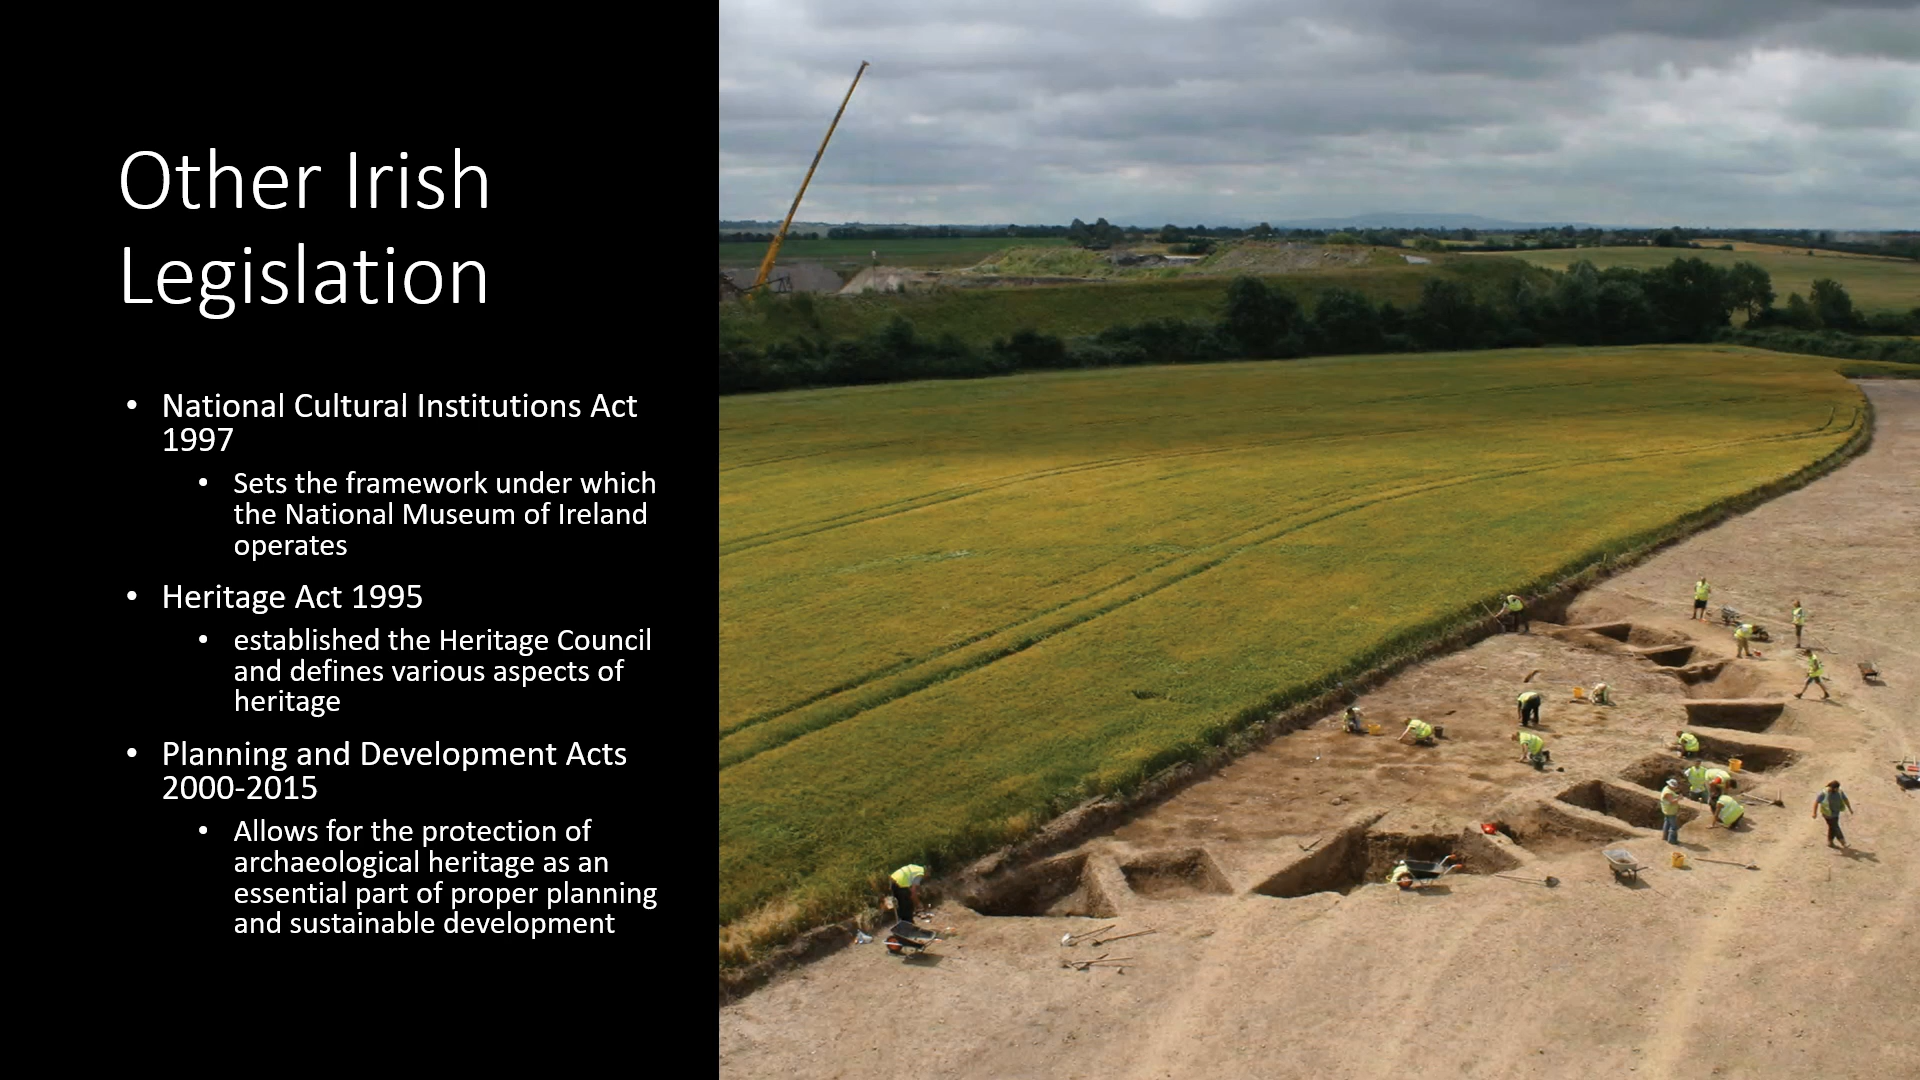 Other Irish
Legislation
• National Cultural Institutions Act
1997
• Sets the framework under which
the National Museum of Ireland
operates
• Heritage Act 1995
• established the Heritage Council
and defines various aspects of
heritage
• Planning and Development Acts
2000-2015
• Allows for the protection of
archaeological heritage as an
essential part of proper planning
and sustainable development